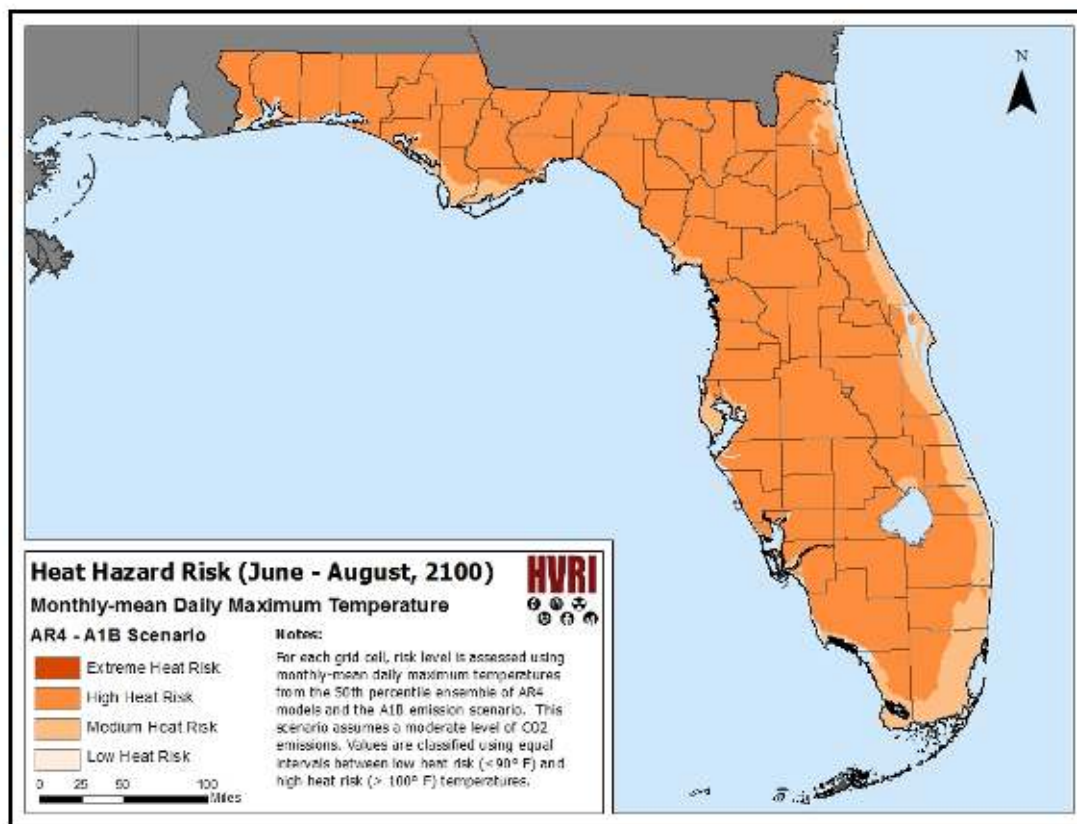 N
Heat Hazard Risk (June - August, 2100)
HVRI
Monthly-mean Daily Maximum Temperature
AR4 - A1B Scenario
Extreme Heat Risk
High Heat Risk
Medium Heat Risk
Low Heat Risk
0 25 50 100
Miles
Notes:
For each grid cell, risk level is assessed using
monthly-mean daily maximum temperatures
from the 50th percentile ensemble of AR4
models and the A1B emission scenario. This
scenario assumes a moderate level of CO2
emissions. Values are classified using equal
intervals between low heat risk (<90° F) and
high heat risk (> 100° F) temperatures.